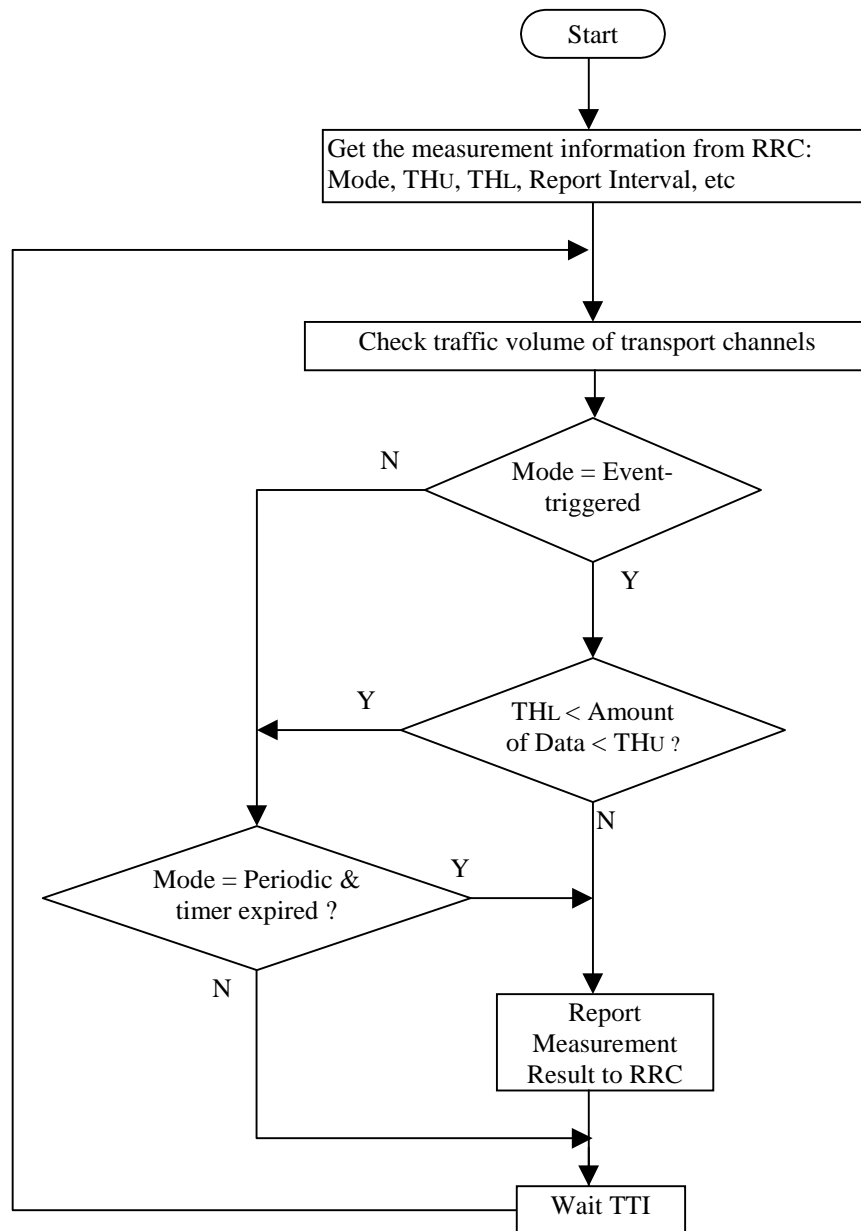 Start
Get the measurement information from RRC:
Mode, THU, THL, Report Interval, etc
Check traffic volume of transport channels
N
Mode = Event-
triggered
Y
Y
THL < Amount
of Data < THU ?
N
Mode = Periodic &
timer expired ?
Y
N
Report
Measurement
Result to RRC
Wait TTI